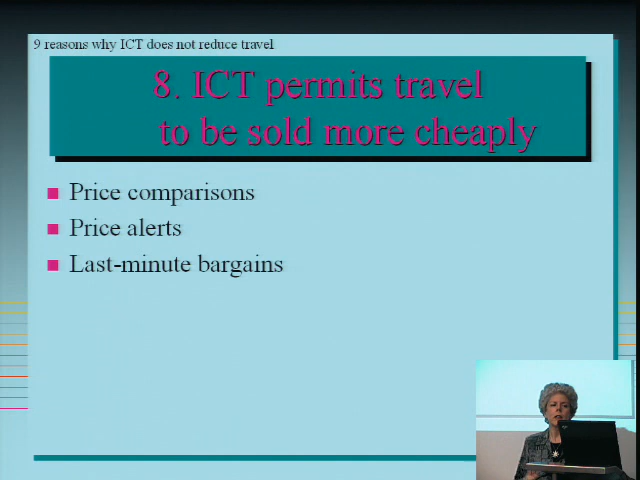 9 reasons why ICT does not reduce travel
8. ICT permits travel
to be sold more cheaply
Price comparisons
Price alerts
Last-minute bargains